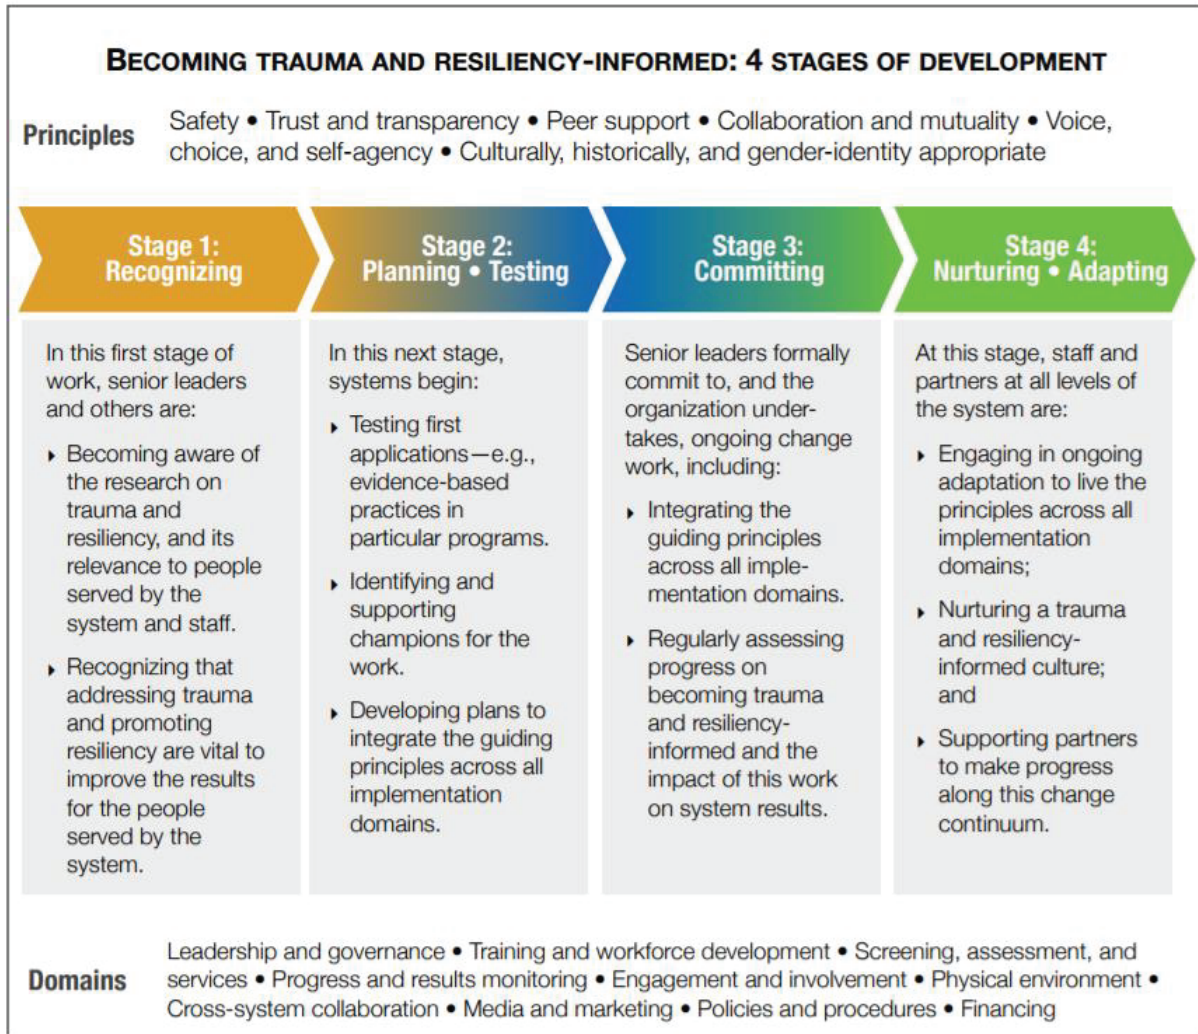 BECOMING TRAUMA AND RESILIENCY-INFORMED: 4 STAGES OF DEVELOPMENT
Principles
Safety • Trust and transparency • Peer support • Collaboration and mutuality • Voice,
choice, and self-agency • Culturally, historically, and gender-identity appropriate
Stage 1:
Recognizing
In this first stage of
work, senior leaders
and others are:
▸ Becoming aware of
the research on
trauma and
resiliency, and its
relevance to people
served by the
system and staff.
▸ Recognizing that
addressing trauma
and promoting
resiliency are vital to
improve the results
for the people
served by the
system.
Stage 2:
Planning • Testing
In this next stage,
systems begin:
▸ Testing first
applications—e.g.,
evidence-based
practices in
particular programs.
▸ Identifying and
supporting
champions for the
work.
▸ Developing plans to
integrate the guiding
principles across all
implementation
domains.
Stage 3:
Committing
Senior leaders formally
commit to, and the
organization under-
takes, ongoing change
work, including:
▸ Integrating the
guiding principles
across all imple-
mentation domains.
▸ Regularly assessing
progress on
becoming trauma
and resiliency-
informed and the
impact of this work
on system results.
Stage 4:
Nurturing • Adapting
At this stage, staff and
partners at all levels of
the system are:
▸ Engaging in ongoing
adaptation to live the
principles across all
implementation
domains;
▸ Nurturing a trauma
and resiliency-
informed culture;
and
▸ Supporting partners
to make progress
along this change
continuum.
Domains
Leadership and governance • Training and workforce development • Screening, assessment, and
services • Progress and results monitoring • Engagement and involvement • Physical environment •
Cross-system collaboration • Media and marketing • Policies and procedures • Financing